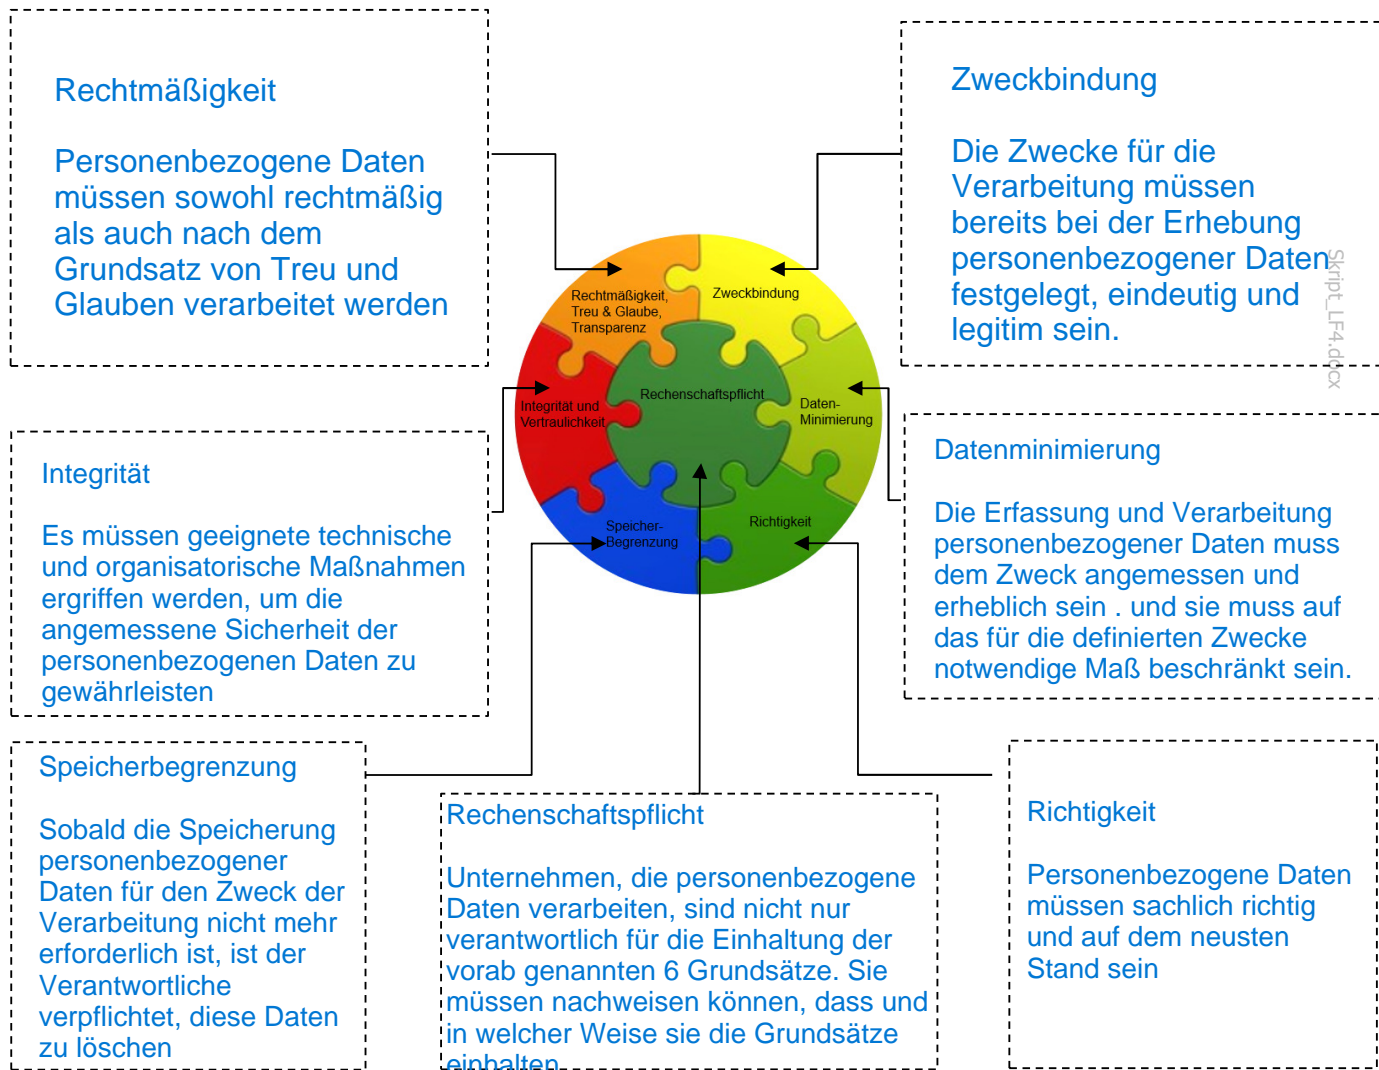 Rechtmäßigkeit
Personenbezogene Daten
müssen sowohl rechtmäßig
als auch nach dem
Grundsatz von Treu und
Glauben verarbeitet werden
Zweckbindung
Die Zwecke für die
Verarbeitung müssen
bereits bei der Erhebung
personenbezogener Daten
festgelegt, eindeutig und
legitim sein.
Skript_LF4.docx
Rechtmäßigkeit,
Treu & Glaube,
Transparenz
Zweckbindung
Integrität und
Vertraulichkeit
Rechenschaftspflicht
Daten-
Minimierung
Speicher-
Begrenzung
Richtigkeit
Integrität
Es müssen geeignete technische
und organisatorische Maßnahmen
ergriffen werden, um die
angemessene Sicherheit der
personenbezogenen Daten zu
gewährleisten
Datenminimierung
Die Erfassung und Verarbeitung
personenbezogener Daten muss
dem Zweck angemessen und
erheblich sein . und sie muss auf
das für die definierten Zwecke
notwendige Maß beschränkt sein.
Speicherbegrenzung
Sobald die Speicherung
personenbezogener
Daten für den Zweck der
Verarbeitung nicht mehr
erforderlich ist, ist der
Verantwortliche
verpflichtet, diese Daten
zu löschen
Rechenschaftspflicht
Unternehmen, die personenbezogene
Daten verarbeiten, sind nicht nur
verantwortlich für die Einhaltung der
vorab genannten 6 Grundsätze. Sie
müssen nachweisen können, dass und
in welcher Weise sie die Grundsätze
einhalten
Richtigkeit
Personenbezogene Daten
müssen sachlich richtig
und auf dem neusten
Stand sein